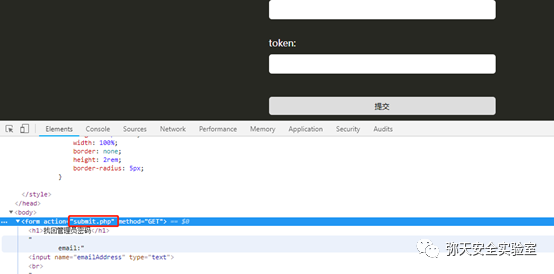 token:
提交
Elements Console Sources Network Performance Memory Application Security Audits
width: 100%;
border: none;
height: 2rem;
border-radius: 5px;
}
</style>
</head>
▼<body>
... ▼<form action="submit.php" method="GET"> == $0
<h1>找回管理员密码</h1>
"
email:"
<input name="emailAddress" type="text">
<br>
"
弥天安全实验室